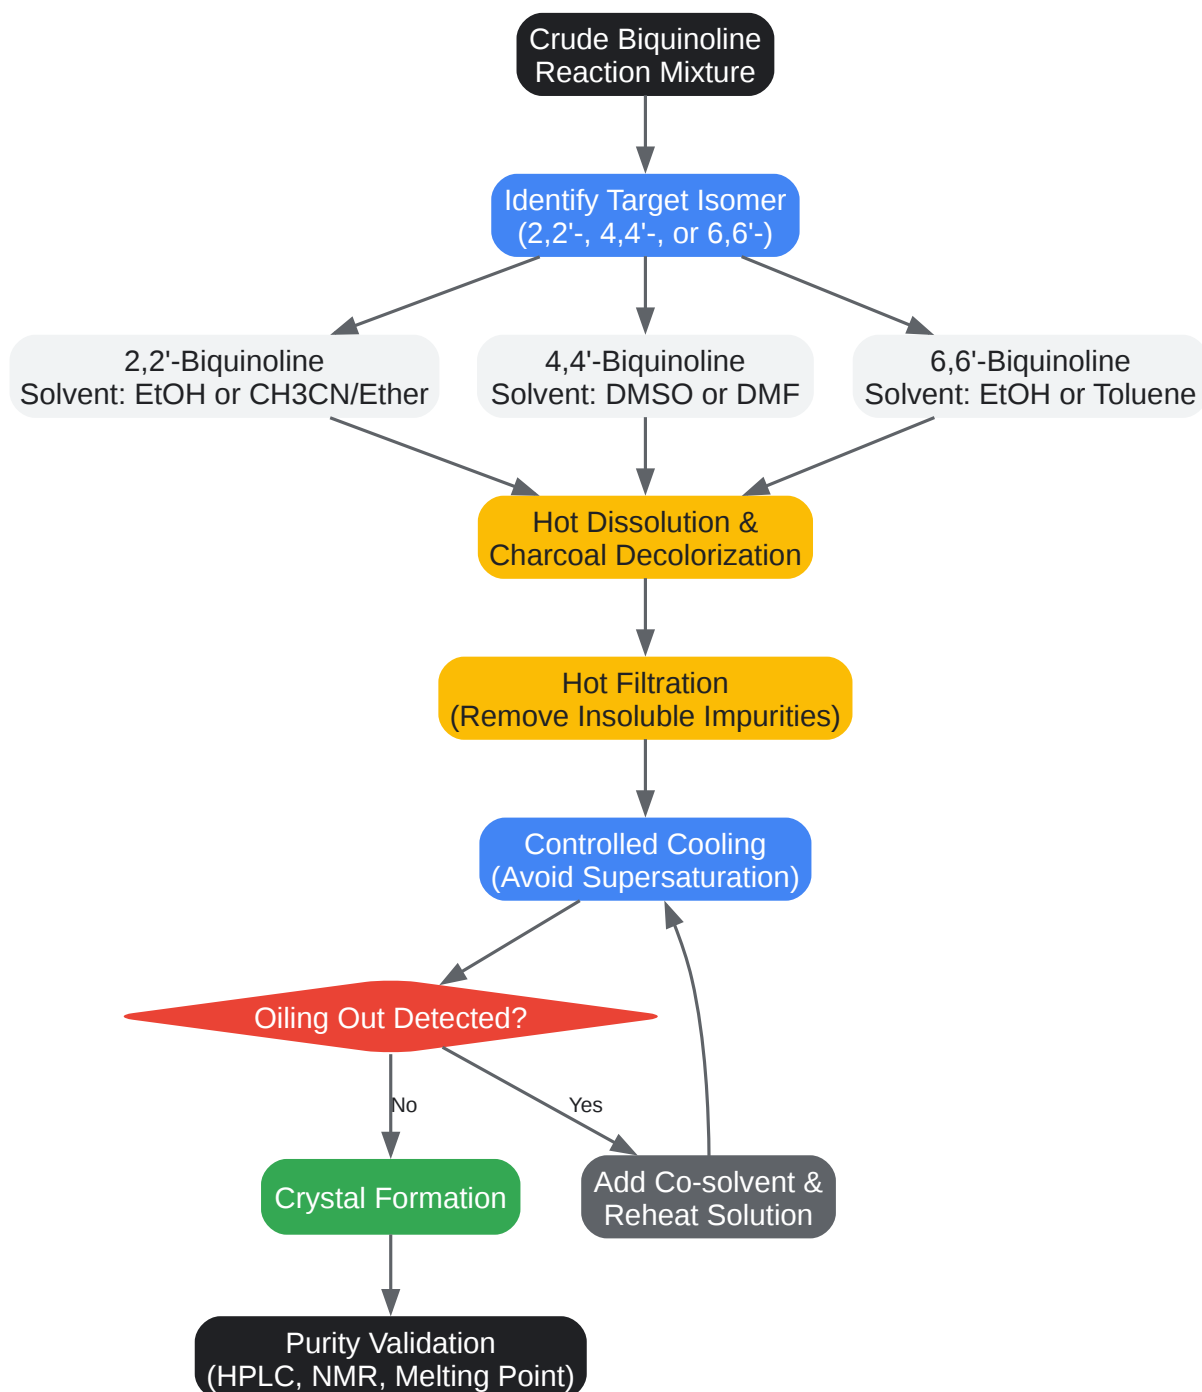 Crude Biquinoline
Reaction Mixture
Identify Target Isomer
(2,2'-, 4,4'-, or 6,6'-)
2,2'-Biquinoline
Solvent: EtOH or CH3CN/Ether
4,4'-Biquinoline
Solvent: DMSO or DMF
6,6'-Biquinoline
Solvent: EtOH or Toluene
Hot Dissolution &
Charcoal Decolorization
Hot Filtration
(Remove Insoluble Impurities)
Controlled Cooling
(Avoid Supersaturation)
Oiling Out Detected?
No
Yes
Crystal Formation
Add Co-solvent &
Reheat Solution
Purity Validation
(HPLC, NMR, Melting Point)